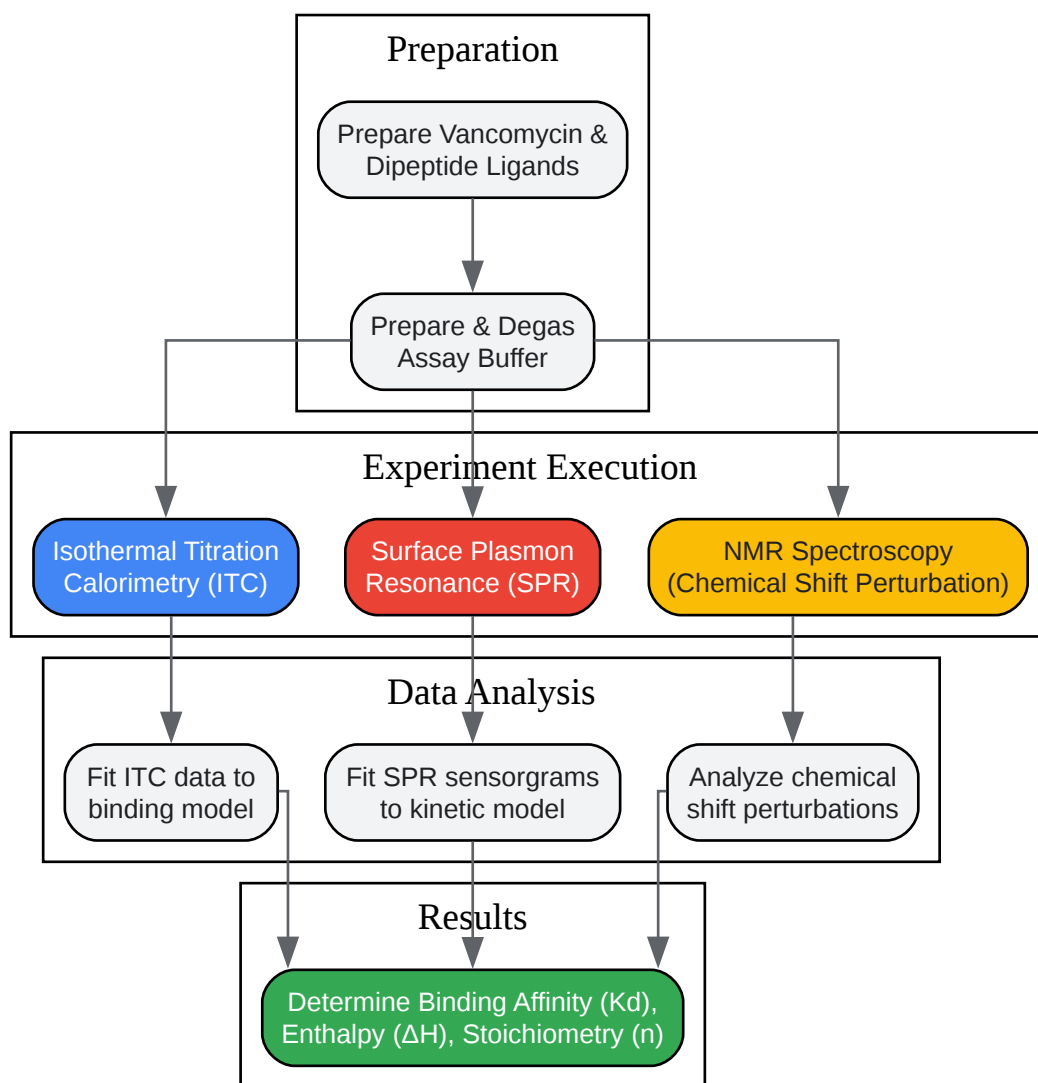 Preparation
Prepare Vancomycin &
Dipeptide Ligands
Prepare & Degas
Assay Buffer
Experiment Execution
Isothermal Titration
Calorimetry (ITC)
Surface Plasmon
Resonance (SPR)
NMR Spectroscopy
(Chemical Shift Perturbation)
Data Analysis
Fit ITC data to
binding model
Fit SPR sensorgrams
to kinetic model
Analyze chemical
shift perturbations
Results
Determine Binding Affinity (Kd),
Enthalpy (ΔH), Stoichiometry (n)